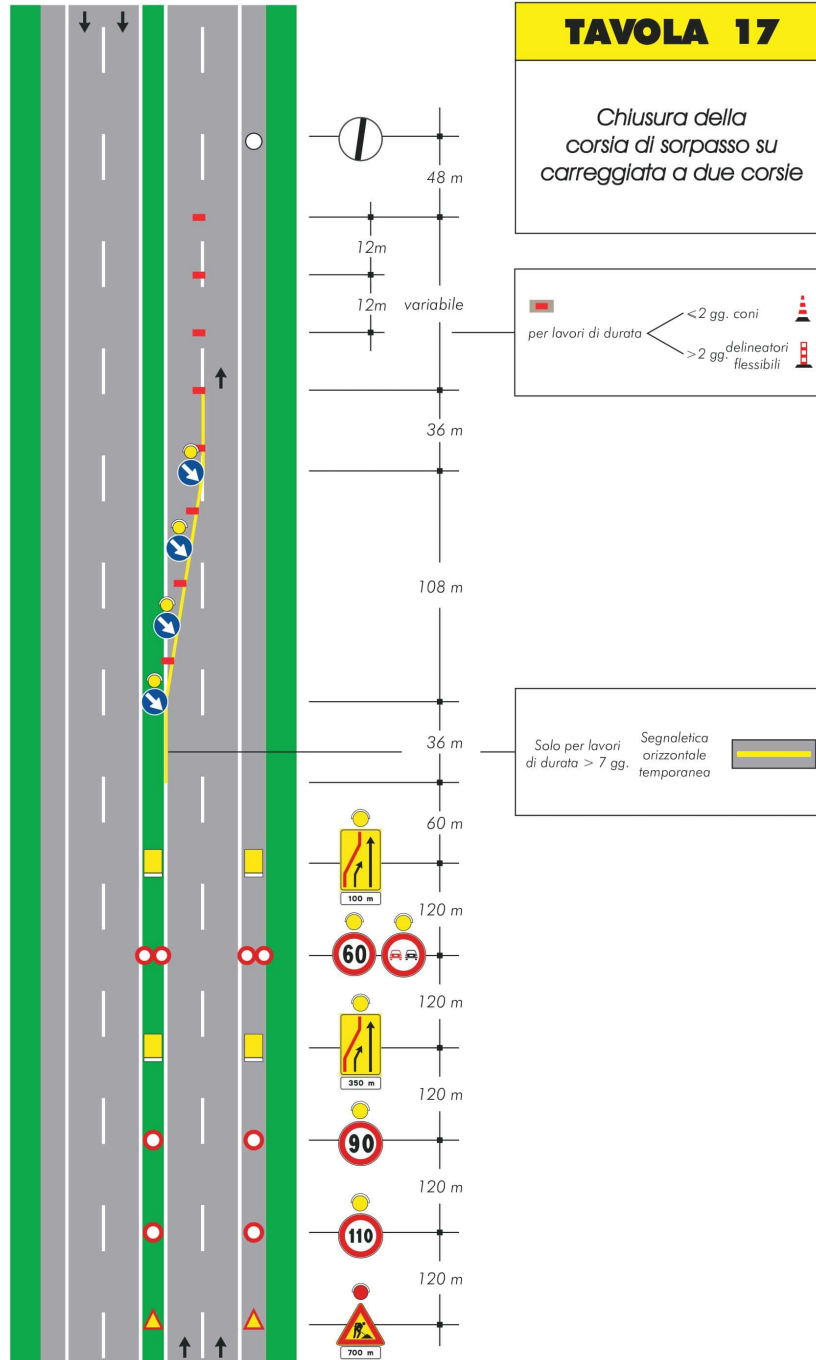 TAVOLA 17
Chiusura della
corsia di sorpasso su
carreggiata a due corsie
48 m
12m
12m
variabile
per lavori di durata
<2 gg. coni
>2 gg. delineatori
flessibili
36 m
108 m
36 m
Solo per lavori
di durata > 7 gg.
Segnaletica
orizzontale
temporanea
60 m
100 m
120 m
60
120 m
350 m
120 m
90
120 m
110
120 m
700 m